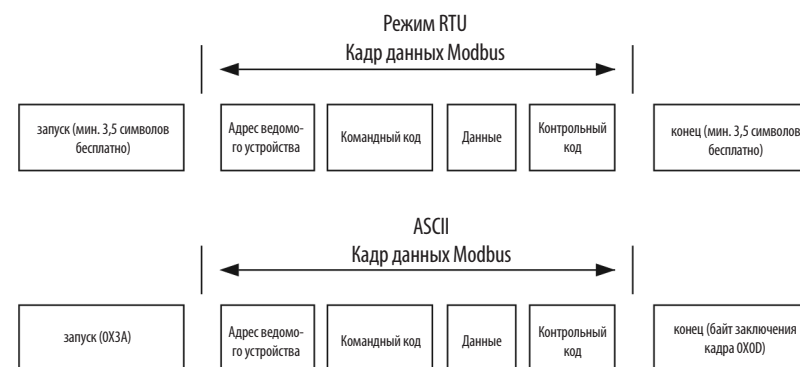 Режим RTU
Кадр данных Modbus
запуск (мин. 3,5 символов
бесплатно)
Адрес ведомо-
го устройства
Командный код
Данные
Контрольный
код
конец (мин. 3,5 символов
бесплатно)
ASCII
Кадр данных Modbus
запуск (0X3A)
Адрес ведомо-
го устройства
Командный код
Данные
Контрольный
код
конец (байт заключения
кадра 0X0D)